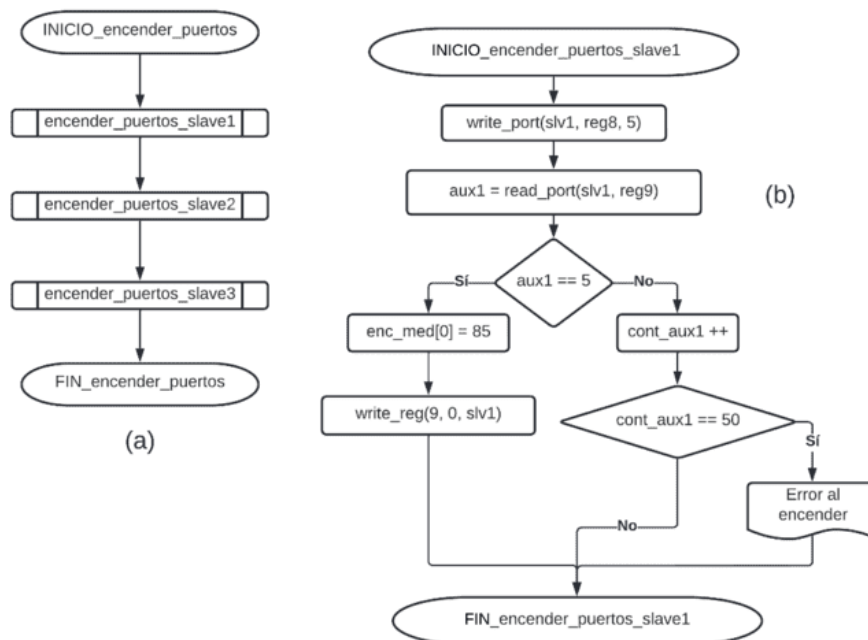 INICIO_encender_puertos
encender_puertos_slave1
encender_puertos_slave2
encender_puertos_slave3
FIN_encender_puertos
(a)
INICIO_encender_puertos_slave1
write_port(slv1, reg8, 5)
aux1 = read_port(slv1, reg9)
(b)
aux1 == 5
Sí
No
enc_med[0] = 85
cont_aux1 ++
write_reg(9, 0, slv1)
cont_aux1 == 50
Sí
Error al
encender
No
FIN_encender_puertos_slave1